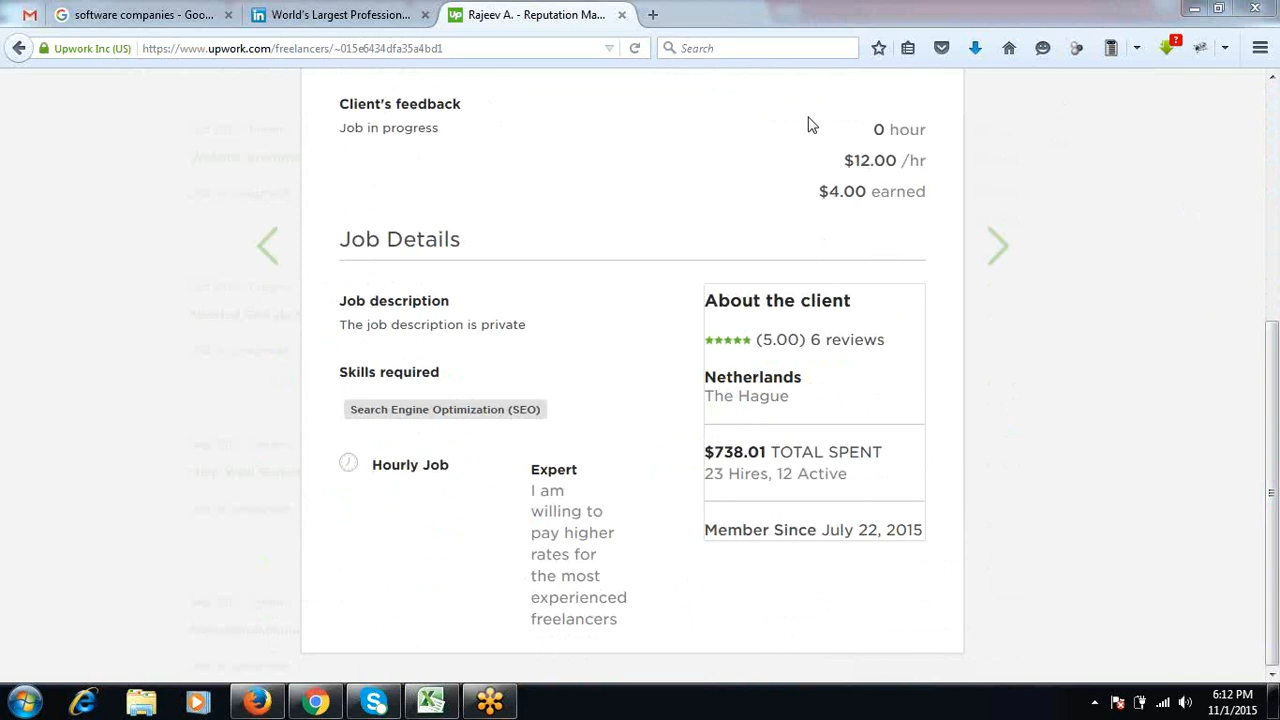 software companies - Goo...
World's Largest Profession...
Rajeev A. - Reputation Ma...
Upwork Inc (US)
https://www.upwork.com/freelancers/~015e6434dfa35a4bd1
Search
?
Client's feedback
Job in progress
0 hour
$12.00 /hr
$4.00 earned
Job Details
Job description
The job description is private
Skills required
Search Engine Optimization (SEO)
Hourly Job
Expert
I am
willing to
pay higher
rates for
the most
experienced
freelancers
About the client
(5.00) 6 reviews
Netherlands
The Hague
$738.01 TOTAL SPENT
23 Hires, 12 Active
Member Since July 22, 2015
6:12 PM
11/1/2015